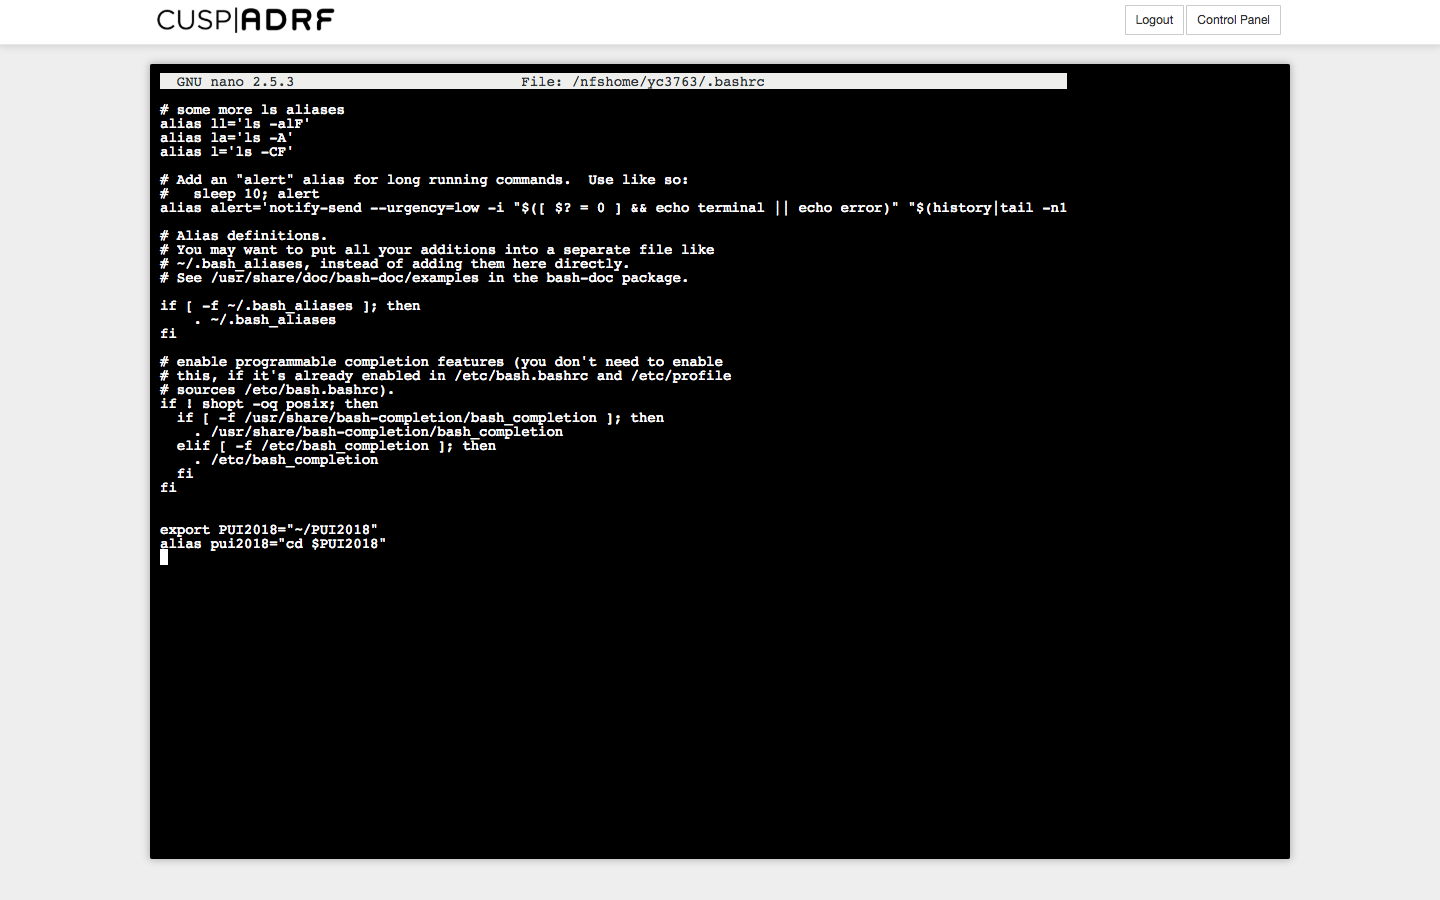 CUSP|ADRF
Logout Control Panel
GNU nano 2.5.3 File: /nfshome/yc3763/.bashrc
# some more ls aliases
alias ll='ls -alF'
alias la='ls -A'
alias l='ls -CF'
# Add an "alert" alias for long running commands.  Use like so:
#   sleep 10; alert
alias alert='notify-send --urgency=low -i "$([ $? = 0 ] && echo terminal || echo error)" "$(history|tail -n1
# Alias definitions.
# You may want to put all your additions into a separate file like
# ~/.bash_aliases, instead of adding them here directly.
# See /usr/share/doc/bash-doc/examples in the bash-doc package.
if [ -f ~/.bash_aliases ]; then
    . ~/.bash_aliases
fi
# enable programmable completion features (you don't need to enable
# this, if it's already enabled in /etc/bash.bashrc and /etc/profile
# sources /etc/bash.bashrc).
if ! shopt -oq posix; then
  if [ -f /usr/share/bash-completion/bash_completion ]; then
    . /usr/share/bash-completion/bash_completion
  elif [ -f /etc/bash_completion ]; then
    . /etc/bash_completion
  fi
fi
export PUI2018="~/PUI2018"
alias pui2018="cd $PUI2018"